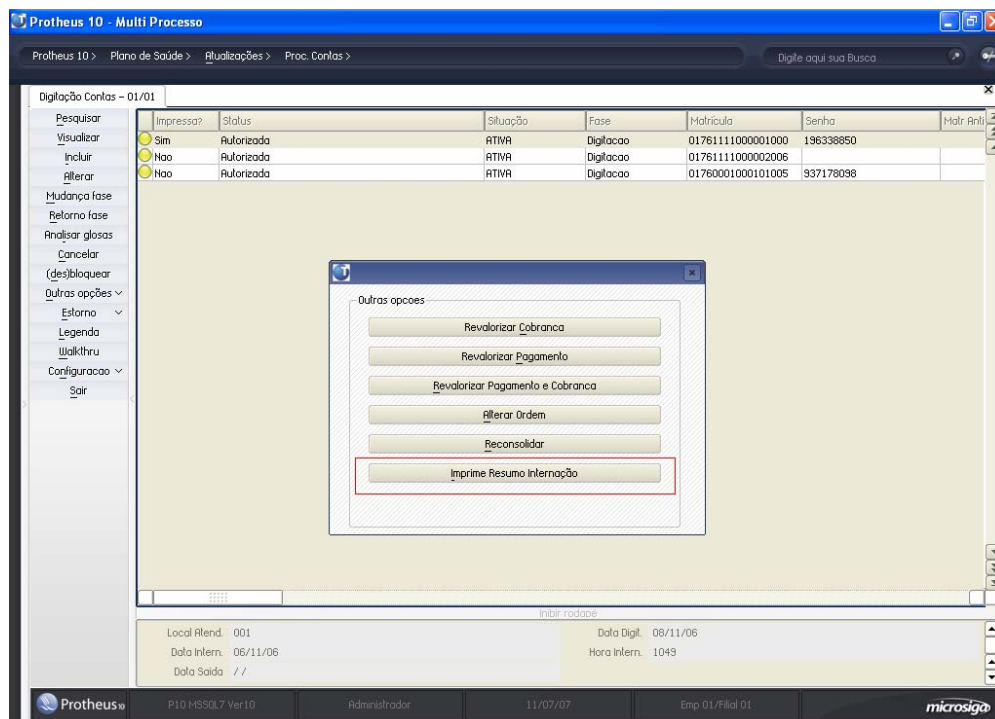 Protheus 10 - Multi Processo
Protheus 10 > Plano de Saúde > Atualizações > Proc. Contas >
Digite aqui sua Busca
Digitação Contas - 01/01
Pesquisar
Visualizar
Incluir
Alterar
Mudança fase
Retorno fase
Analisar glosas
Cancelar
(des)bloquear
Outras opções
Estorno
Legenda
Walkthru
Configuracao
Sair
Impressa? Status Situação Fase Matrícula Senha Matr Anti
Sim Autorizada ATIVA Digitacao 01761111000001000 196338850
Nao Autorizada ATIVA Digitacao 01761111000002006
Nao Autorizada ATIVA Digitacao 01760001000101005 937178098
Outras opcoes
Revalorizar Cobranca
Revalorizar Pagamento
Revalorizar Pagamento e Cobranca
Alterar Ordem
Reconsolidar
Imprime Resumo Internação
Inibir rodapé
Local Atend. 001 Data Digit. 08/11/06
Data Intern. 06/11/06 Hora Intern. 1049
Data Saida / /
Protheus 10 P10 MSSQL7 Ver10 Administrador 11/07/07 Emp 01/Filial 01 microsiga